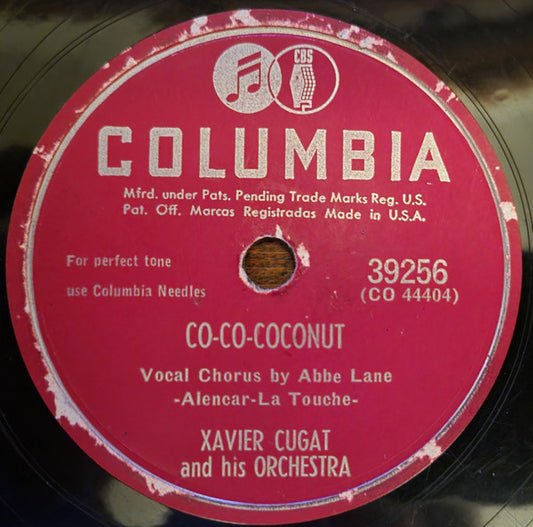 CBS
COLUMBIA
Mfrd. under Pats. Pending Trade Marks Reg. U.S.
Pat. Off. Marcas Registradas Made in U.S.A.
For perfect tone
use Columbia Needles
39256
(CO 44404)
CO-CO-COCONUT
Vocal Chorus by Abbe Lane
-Alencar-La Touche-
XAVIER CUGAT
and his ORCHESTRA